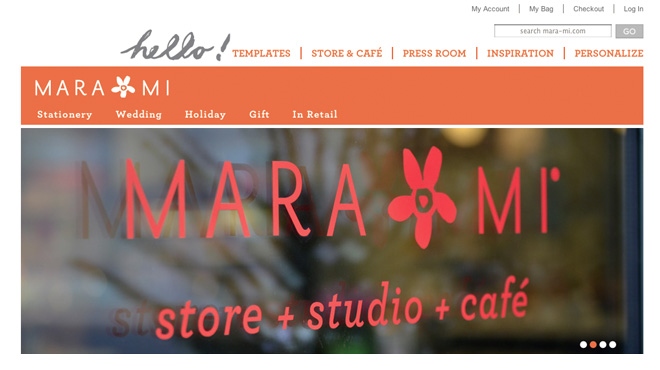 My Account | My Bag | Checkout | Log In
search mara-mi.com GO
hello!
TEMPLATES | STORE & CAFÉ | PRESS ROOM | INSPIRATION | PERSONALIZE
MARA MI
Stationery Wedding Holiday Gift In Retail
MARA MI
store + studio + café